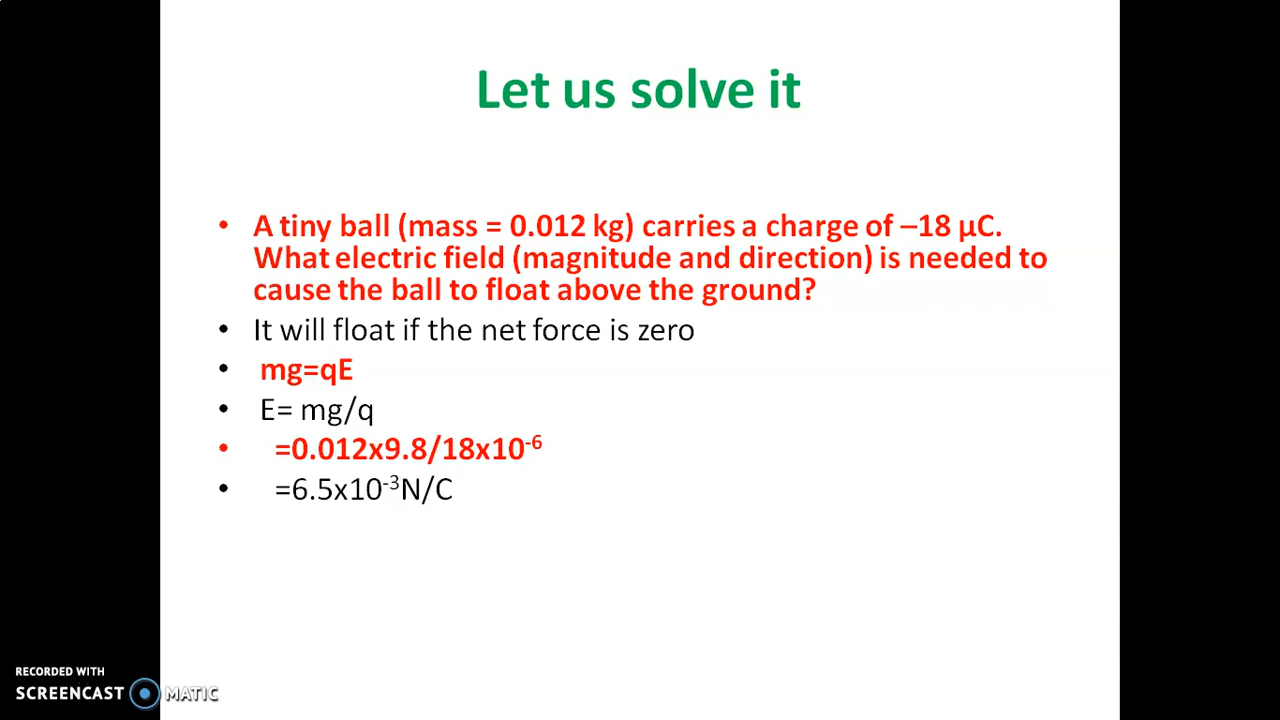 Let us solve it
• A tiny ball (mass = 0.012 kg) carries a charge of –18 µC.
What electric field (magnitude and direction) is needed to
cause the ball to float above the ground?
• It will float if the net force is zero
• mg=qE
• E= mg/q
• =0.012x9.8/18x10⁻⁶
• =6.5x10⁻³N/C
RECORDED WITH
SCREENCAST MATIC